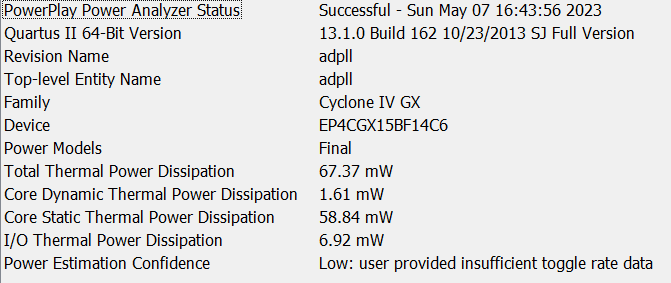 PowerPlay Power Analyzer Status Successful - Sun May 07 16:43:56 2023
Quartus II 64-Bit Version 13.1.0 Build 162 10/23/2013 SJ Full Version
Revision Name adpll
Top-level Entity Name adpll
Family Cyclone IV GX
Device EP4CGX15BF14C6
Power Models Final
Total Thermal Power Dissipation 67.37 mW
Core Dynamic Thermal Power Dissipation 1.61 mW
Core Static Thermal Power Dissipation 58.84 mW
I/O Thermal Power Dissipation 6.92 mW
Power Estimation Confidence Low: user provided insufficient toggle rate data